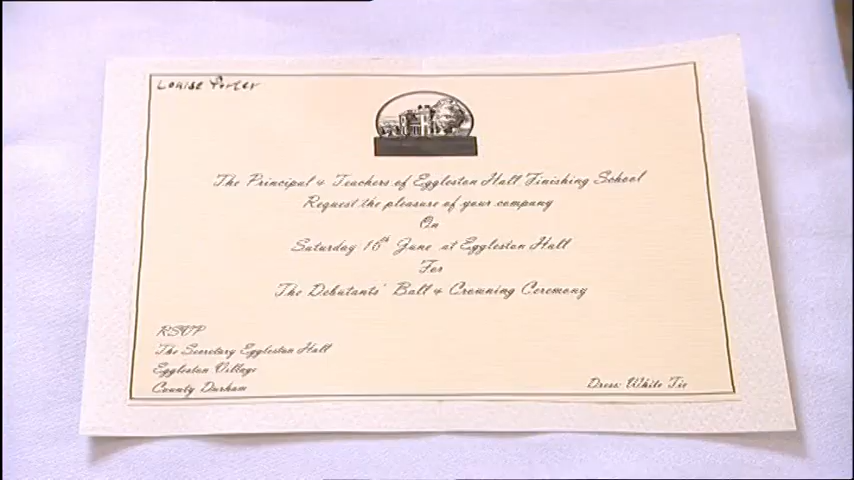 Louise Porter
The Principal & Teachers of Eggleston Hall Finishing School
Request the pleasure of your company
On
Saturday 16th June at Eggleston Hall
For
The Debutants' Ball & Crowning Ceremony
RSVP
The Secretary Eggleston Hall
Eggleston Village
County Durham
Dress: White Tie